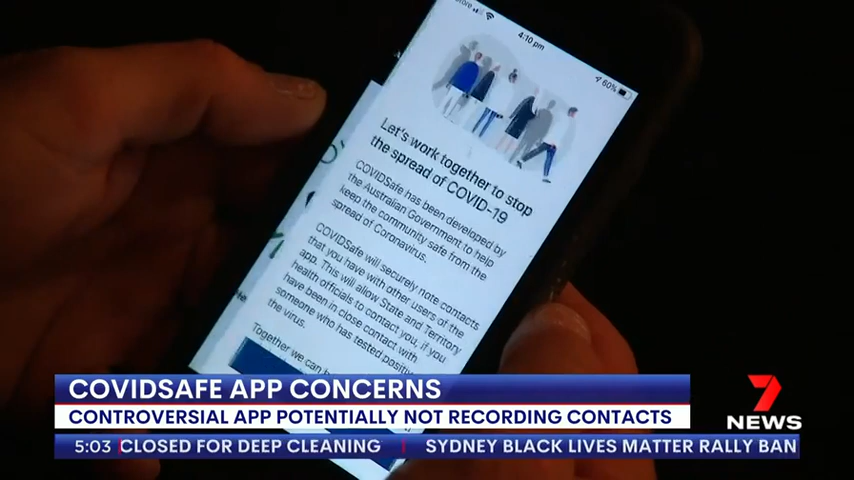 4:10 pm
60%
Let's work together to stop
the spread of COVID-19
COVIDSafe has been developed by
the Australian Government to help
keep the community safe from the
spread of Coronavirus.
COVIDSafe will securely note contacts
that you have with other users of the
app. This will allow State and Territory
health officials to contact you, if you
have been in close contact with
someone who has tested positive
the virus.
Together we can
COVIDSAFE APP CONCERNS
CONTROVERSIAL APP POTENTIALLY NOT RECORDING CONTACTS
7
NEWS
5:03 CLOSED FOR DEEP CLEANING | SYDNEY BLACK LIVES MATTER RALLY BAN